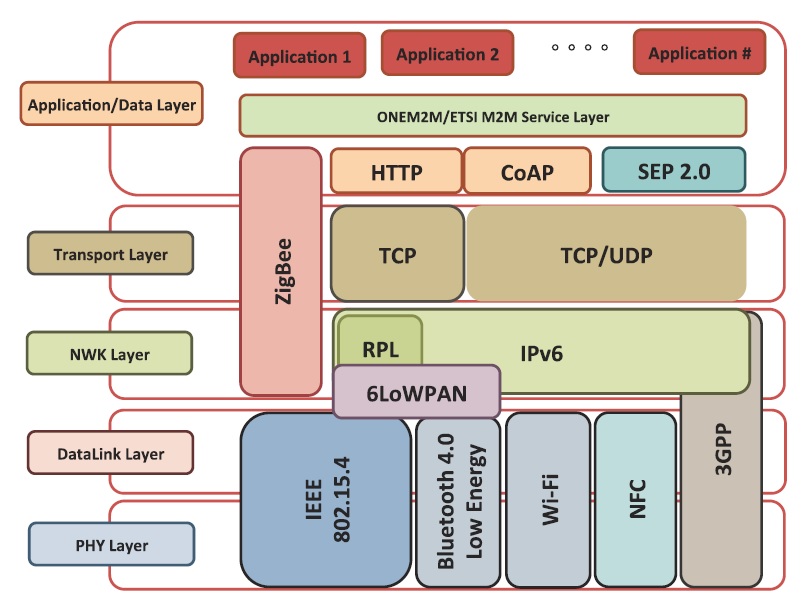 Application 1
Application 2
Application #
Application/Data Layer
ONEM2M/ETSI M2M Service Layer
HTTP
CoAP
SEP 2.0
ZigBee
Transport Layer
TCP
TCP/UDP
NWK Layer
RPL
IPv6
6LoWPAN
DataLink Layer
IEEE
802.15.4
Bluetooth 4.0
Low Energy
Wi-Fi
NFC
3GPP
PHY Layer